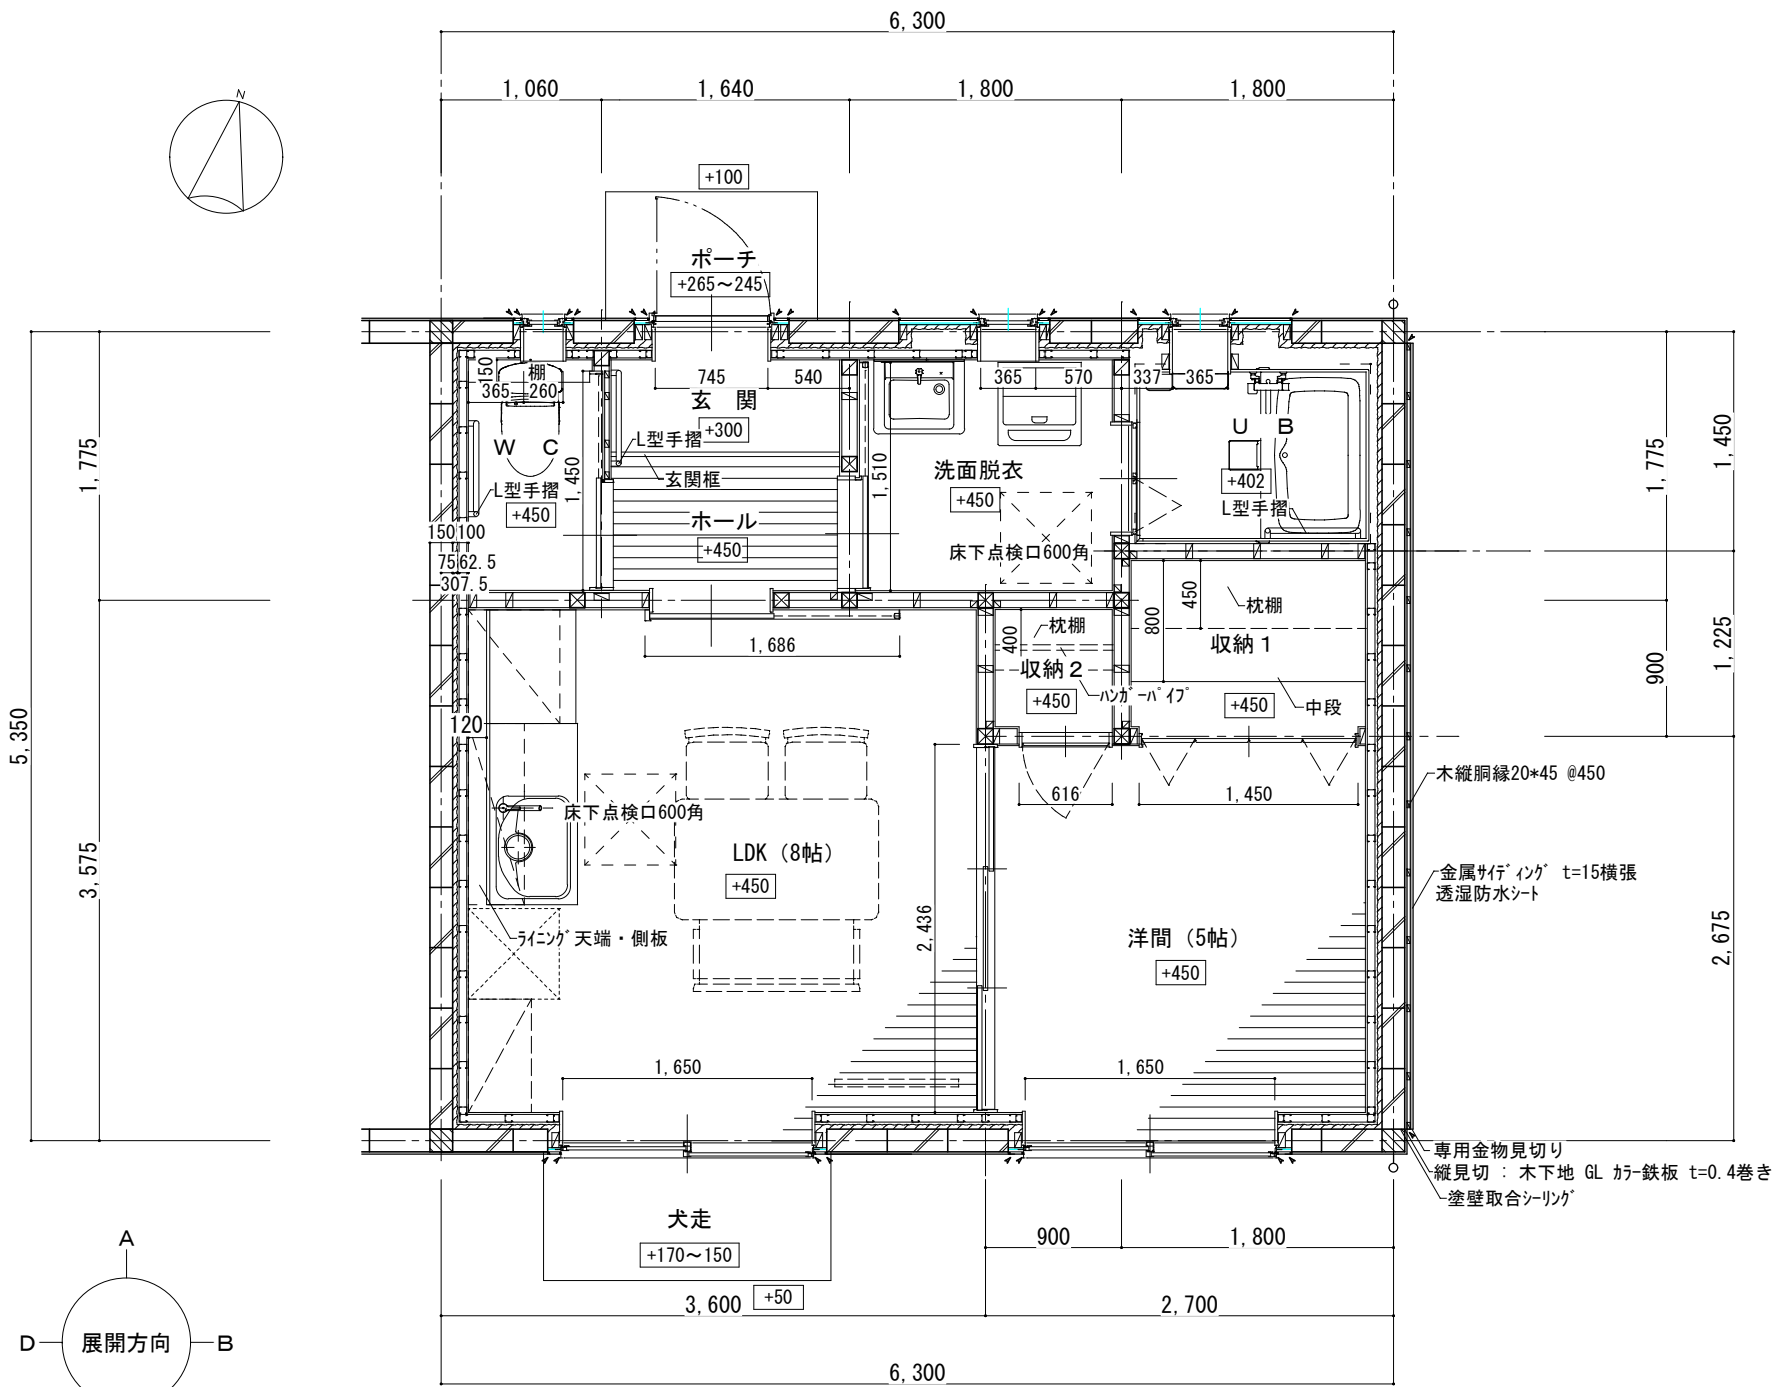 6,300
1,060
1,640
1,800
1,800
N
+100
ポーチ
+265～245
150
棚
365
260
745
540
365
570
337
365
玄　関
+300
L型手摺
玄関框
W C
1,450
L型手摺
+450
ホール
+450
1,510
洗面脱衣
+450
床下点検口600角
U B
+402
L型手摺
1,775
1,450
1,775
150
100
75
62.5
307.5
1,686
400
枕棚
収納2
+450
ﾊﾝｶﾞｰﾊﾟｲﾌﾟ
800
450
枕棚
収納1
+450
中段
1,225
900
5,350
120
616
1,450
床下点検口600角
LDK (8帖)
+450
木縦胴縁20*45 @450
3,575
2,436
金属ｻｲﾃﾞｨﾝｸﾞ t=15横張
透湿防水ｼｰﾄ
ﾗｲﾆﾝｸﾞ天端・側板
洋間 (5帖)
+450
2,675
1,650
1,650
専用金物見切り
縦見切 : 木下地 GL ｶﾗｰ鉄板 t=0.4巻き
塗壁取合ｼｰﾘﾝｸﾞ
犬走
+170～150
+50
900
1,800
3,600
2,700
6,300
A
D
展開方向
B